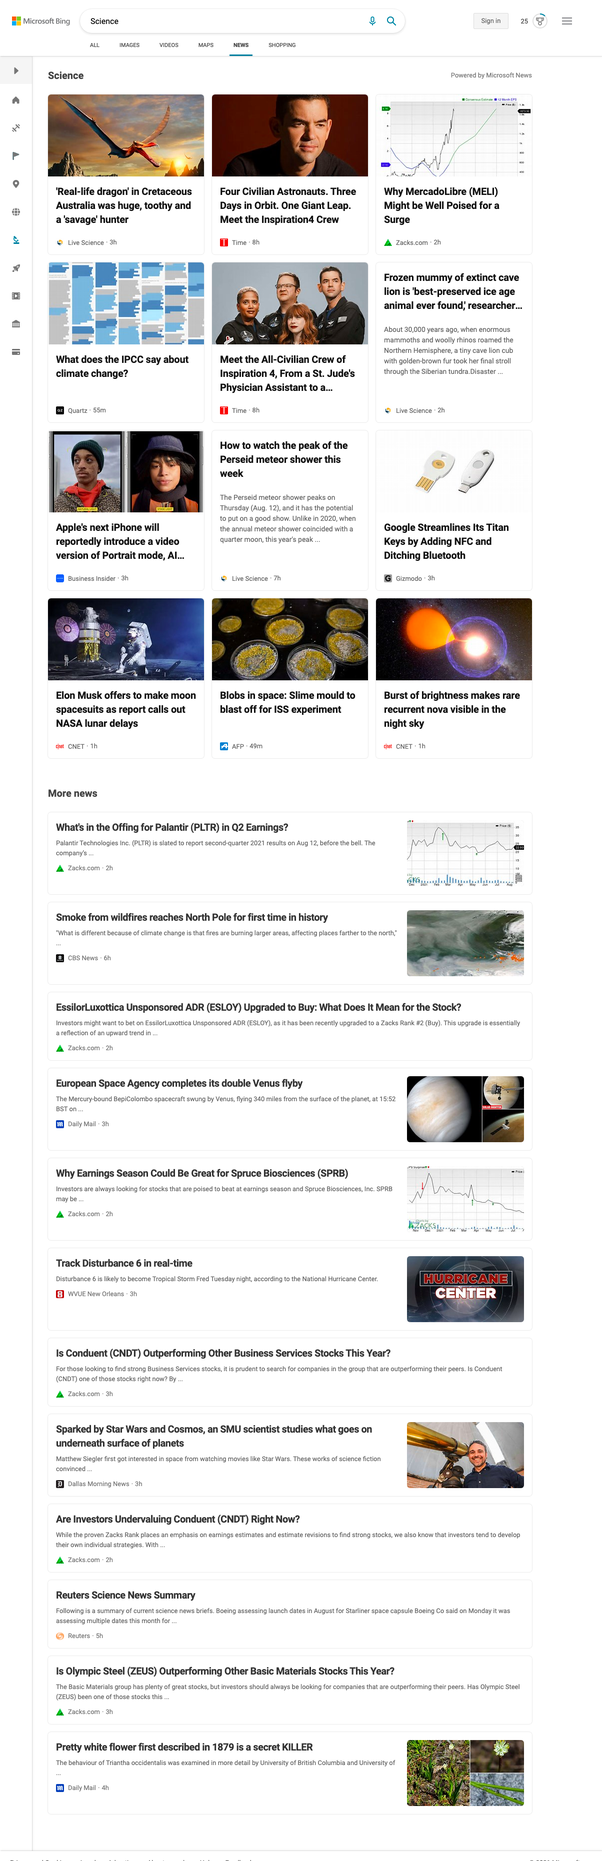 Microsoft Bing
Science
Sign in
25
ALL
IMAGES
VIDEOS
MAPS
NEWS
SHOPPING
Science
Powered by Microsoft News
'Real-life dragon' in Cretaceous
Australia was huge, toothy and
a 'savage' hunter
Live Science · 3h
Four Civilian Astronauts. Three
Days in Orbit. One Giant Leap.
Meet the Inspiration4 Crew
Time · 8h
Why MercadoLibre (MELI)
Might be Well Poised for a
Surge
Zacks.com · 2h
What does the IPCC say about
climate change?
Quartz · 55m
Meet the All-Civilian Crew of
Inspiration 4, From a St. Jude's
Physician Assistant to a...
Time · 8h
Frozen mummy of extinct cave
lion is 'best-preserved ice age
animal ever found,' researcher...
About 30,000 years ago, when enormous
mammoths and woolly rhinos roamed the
Northern Hemisphere, a tiny cave lion cub
with golden-brown fur took her final stroll
through the Siberian tundra.Disaster ...
Live Science · 2h
Apple's next iPhone will
reportedly introduce a video
version of Portrait mode, AI...
Business Insider · 3h
How to watch the peak of the
Perseid meteor shower this
week
The Perseid meteor shower peaks on
Thursday (Aug. 12), and it has the potential
to put on a good show. Unlike in 2020, when
the annual meteor shower coincided with a
quarter moon, this year's peak ...
Live Science · 7h
Google Streamlines Its Titan
Keys by Adding NFC and
Ditching Bluetooth
Gizmodo · 3h
Elon Musk offers to make moon
spacesuits as report calls out
NASA lunar delays
CNET · 1h
Blobs in space: Slime mould to
blast off for ISS experiment
AFP · 49m
Burst of brightness makes rare
recurrent nova visible in the
night sky
CNET · 1h
More news
What's in the Offing for Palantir (PLTR) in Q2 Earnings?
Palantir Technologies Inc. (PLTR) is slated to report second-quarter 2021 results on Aug 12, before the bell. The
company's ...
Zacks.com · 2h
Smoke from wildfires reaches North Pole for first time in history
"What is different because of climate change is that fires are burning larger areas, affecting places farther to the north,"
...
CBS News · 6h
EssilorLuxottica Unsponsored ADR (ESLOY) Upgraded to Buy: What Does It Mean for the Stock?
Investors might want to bet on EssilorLuxottica Unsponsored ADR (ESLOY), as it has been recently upgraded to a Zacks Rank #2 (Buy). This upgrade is essentially
a reflection of an upward trend in ...
Zacks.com · 2h
European Space Agency completes its double Venus flyby
The Mercury-bound BepiColombo spacecraft swung by Venus, flying 340 miles from the surface of the planet, at 15:52
BST on ...
Daily Mail · 3h
Why Earnings Season Could Be Great for Spruce Biosciences (SPRB)
Investors are always looking for stocks that are poised to beat at earnings season and Spruce Biosciences, Inc. SPRB
may be ...
Zacks.com · 2h
Track Disturbance 6 in real-time
Disturbance 6 is likely to become Tropical Storm Fred Tuesday night, according to the National Hurricane Center.
WVUE New Orleans · 3h
HURRICANE
CENTER
Is Conduent (CNDT) Outperforming Other Business Services Stocks This Year?
For those looking to find strong Business Services stocks, it is prudent to search for companies in the group that are outperforming their peers. Is Conduent
(CNDT) one of those stocks right now? By ...
Zacks.com · 3h
Sparked by Star Wars and Cosmos, an SMU scientist studies what goes on
underneath surface of planets
Matthew Siegler first got interested in space from watching movies like Star Wars. These works of science fiction
convinced ...
Dallas Morning News · 3h
Are Investors Undervaluing Conduent (CNDT) Right Now?
While the proven Zacks Rank places an emphasis on earnings estimates and estimate revisions to find strong stocks, we also know that investors tend to develop
their own individual strategies. With ...
Zacks.com · 2h
Reuters Science News Summary
Following is a summary of current science news briefs. Boeing assessing launch dates in August for Starliner space capsule Boeing Co said on Monday it was
assessing multiple dates this month for ...
Reuters · 5h
Is Olympic Steel (ZEUS) Outperforming Other Basic Materials Stocks This Year?
The Basic Materials group has plenty of great stocks, but investors should always be looking for companies that are outperforming their peers. Has Olympic Steel
(ZEUS) been one of those stocks this ...
Zacks.com · 3h
Pretty white flower first described in 1879 is a secret KILLER
The behaviour of Triantha occidentalis was examined in more detail by University of British Columbia and University of
...
Daily Mail · 4h